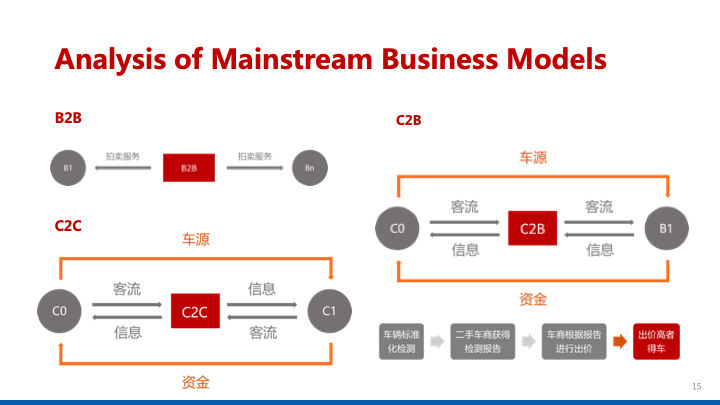 Analysis of Mainstream Business Models
B2B
B1
拍卖服务
B2B
拍卖服务
Bn
C2C
车源
C0
客流
信息
C2C
信息
客流
C1
资金
C2B
车源
C0
客流
信息
C2B
客流
信息
B1
资金
车辆标准
化检测
二手车商获得
检测报告
车商根据报告
进行出价
出价高者
得车
15